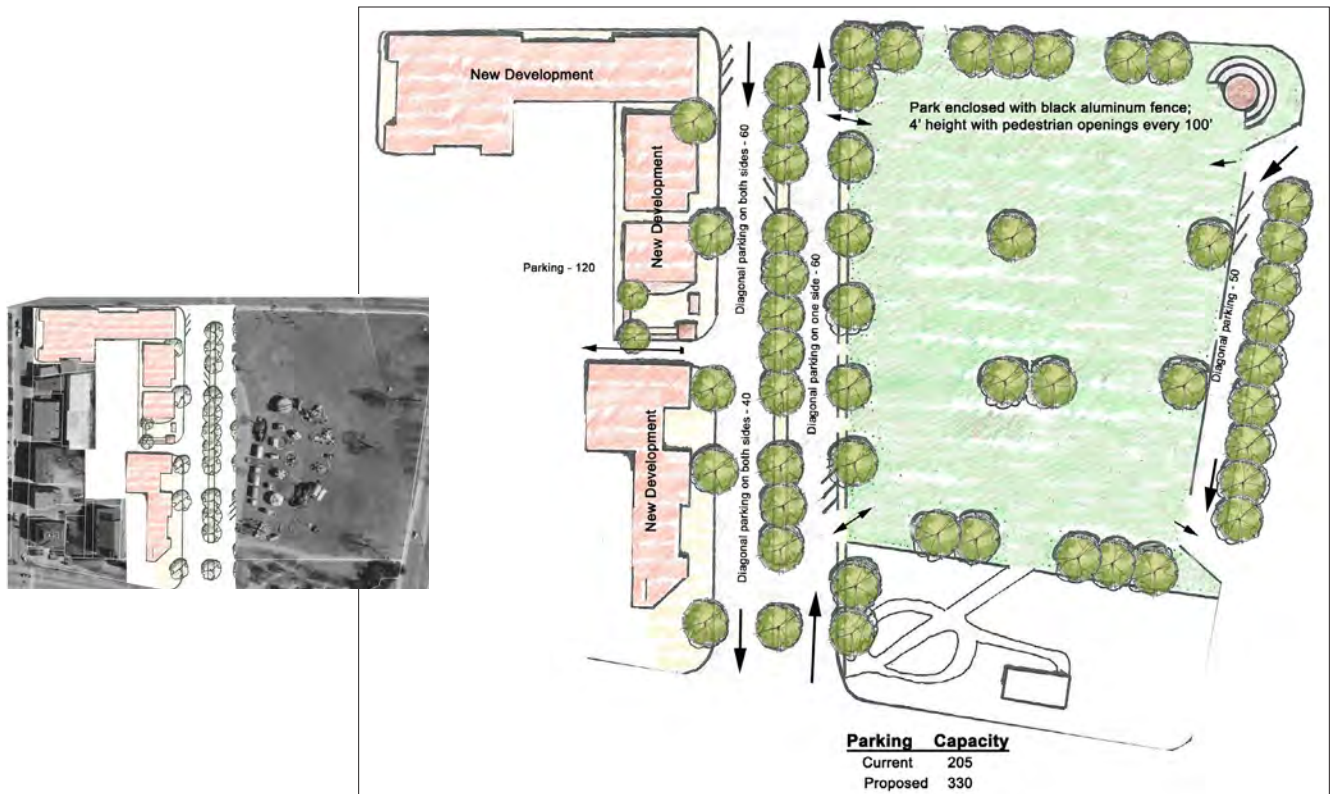 New Development
Park enclosed with black aluminum fence;
4' height with pedestrian openings every 100'
New Development
New Development
Diagonal parking on both sides - 60
Diagonal parking on one side - 60
Parking - 120
Diagonal parking - 50
New Development
Diagonal parking on both sides - 40
Parking Capacity
Current 205
Proposed 330